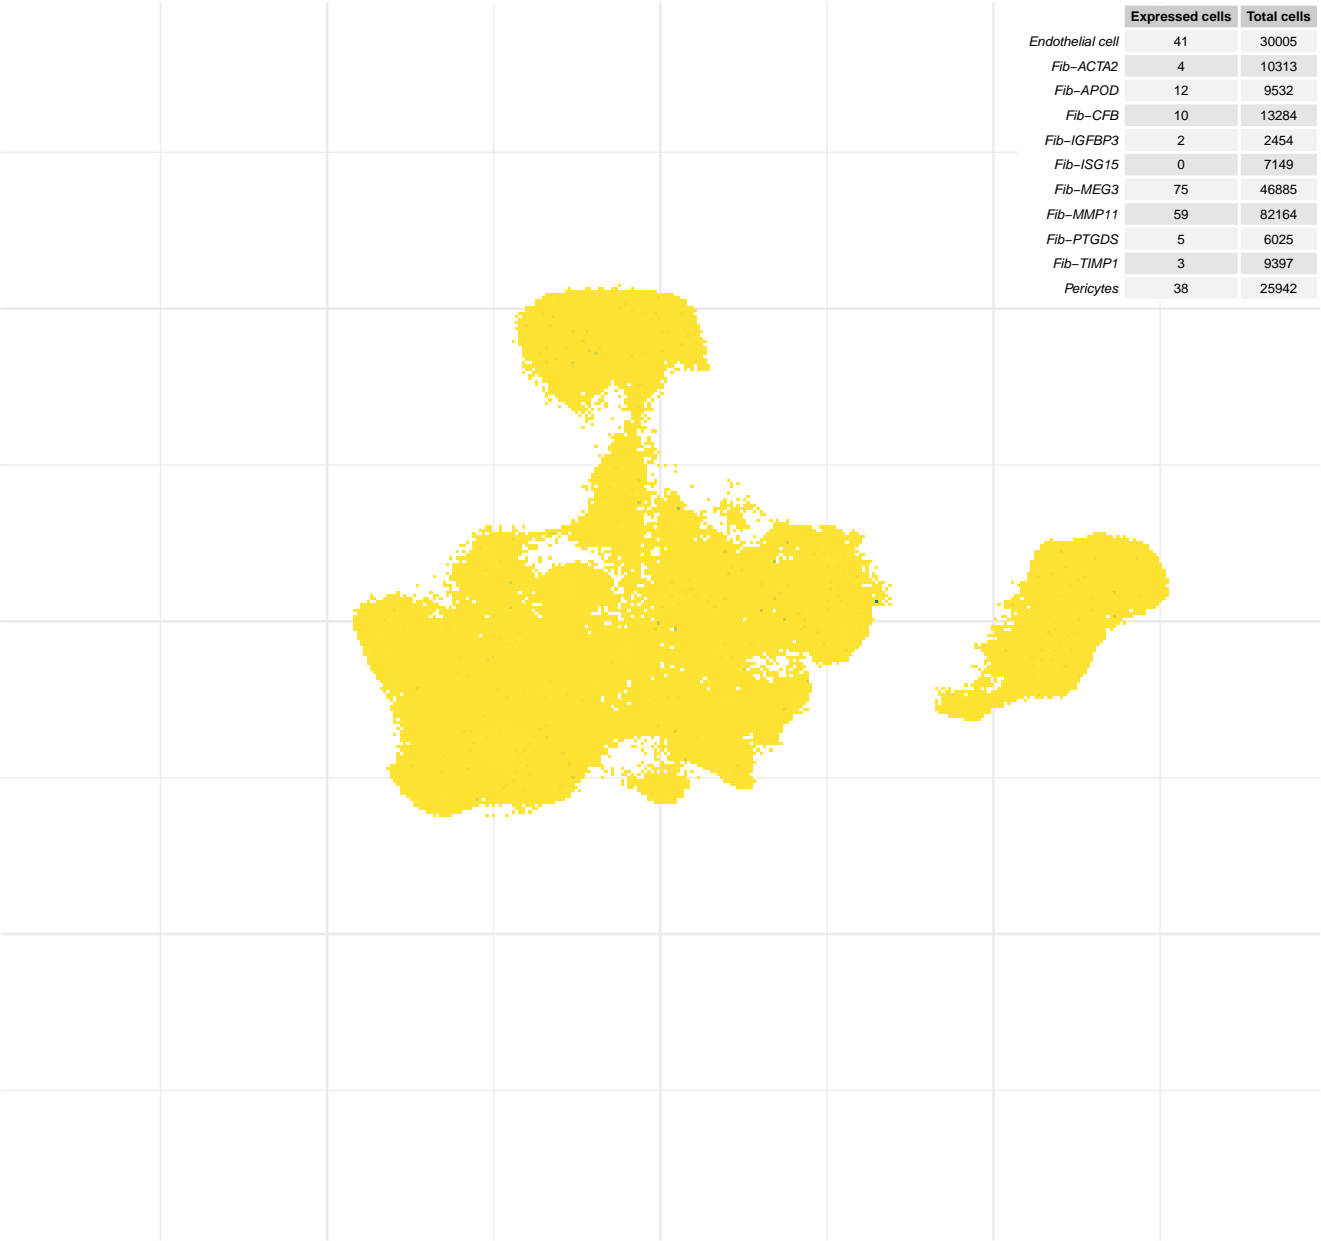 Expressed cells Total cells
Endothelial cell 41 30005
Fib−ACTA2 4 10313
Fib−APOD 12 9532
Fib−CFB 10 13284
Fib−IGFBP3 2 2454
Fib−ISG15 0 7149
Fib−MEG3 75 46885
Fib−MMP11 59 82164
Fib−PTGDS 5 6025
Fib−TIMP1 3 9397
Pericytes 38 25942